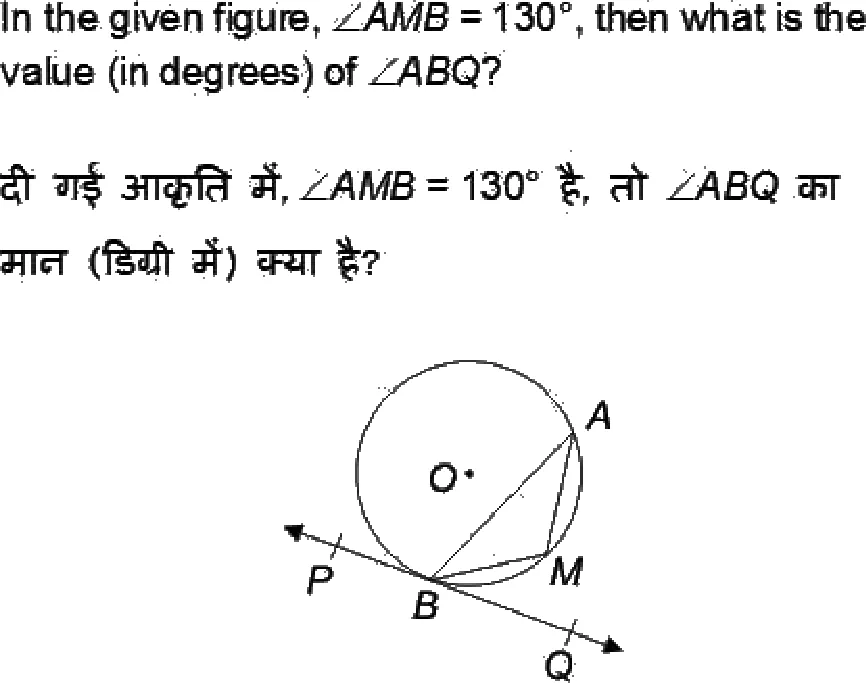 In the given figure, ∠AMB = 130°, then what is the
value (in degrees) of ∠ABQ?
दी गई आकृति में, ∠AMB = 130° है, तो ∠ABQ का
मान (डिग्री में) क्या है?
A
O
M
P
B
Q